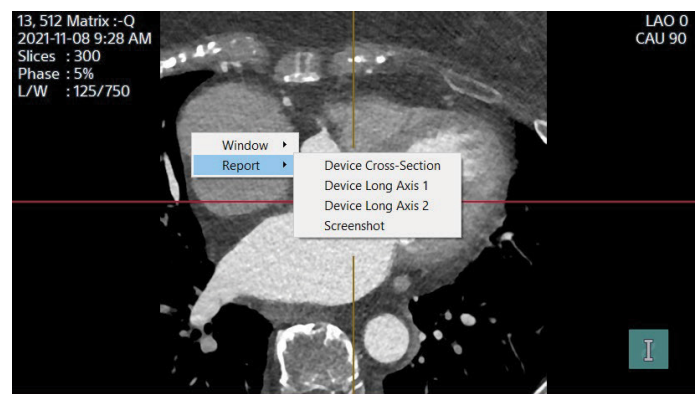 13, 512 Matrix :-Q
2021-11-08 9:28 AM
Slices : 300
Phase : 5%
L/W : 125/750
LAO 0
CAU 90
Window
Report
Device Cross-Section
Device Long Axis 1
Device Long Axis 2
Screenshot
I